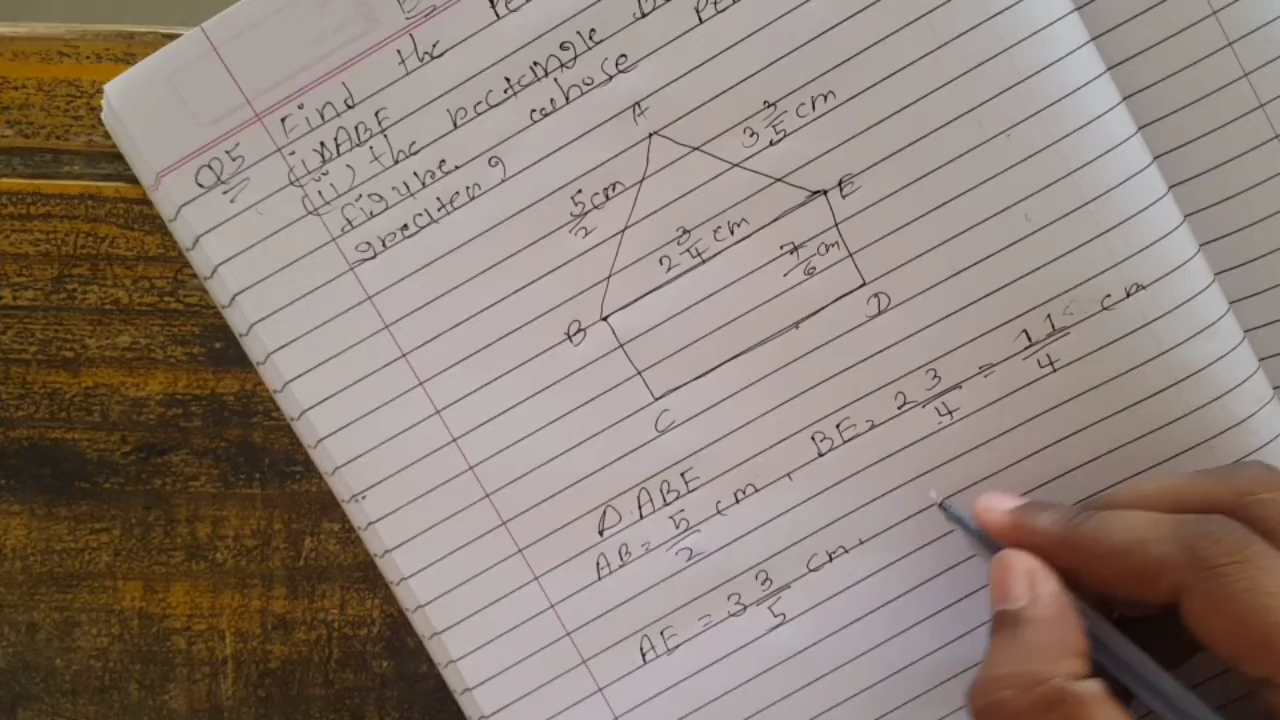 Q5 Find the
(i) ΔABE
(ii) the rectangle
figure. whose
greater?
A
5/2 cm
3 3/5 cm
E
2 3/4 cm
7/6 cm
B
D
C
Δ ABE
AB = 5/2 cm, BE = 2 3/4 = 11/4 cm
AE = 3 3/5 cm.